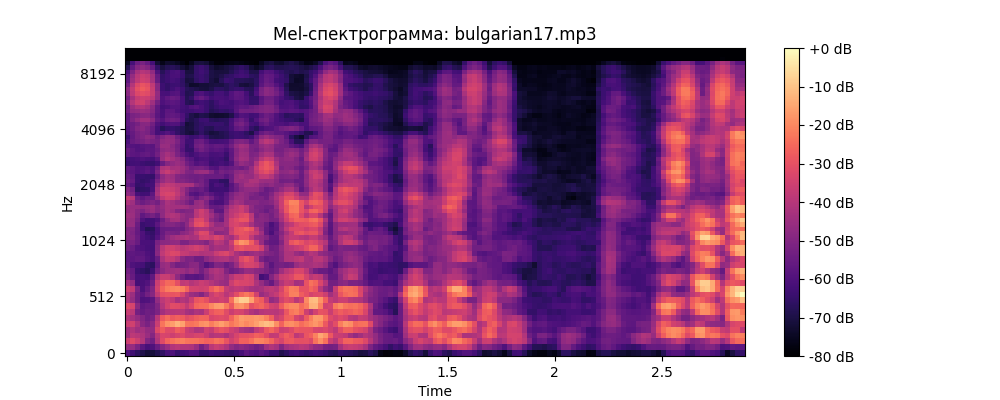 Mel-спектрограмма: bulgarian17.mp3
Hz
8192
4096
2048
1024
512
0
0
0.5
1
1.5
2
2.5
Time
+0 dB
-10 dB
-20 dB
-30 dB
-40 dB
-50 dB
-60 dB
-70 dB
-80 dB